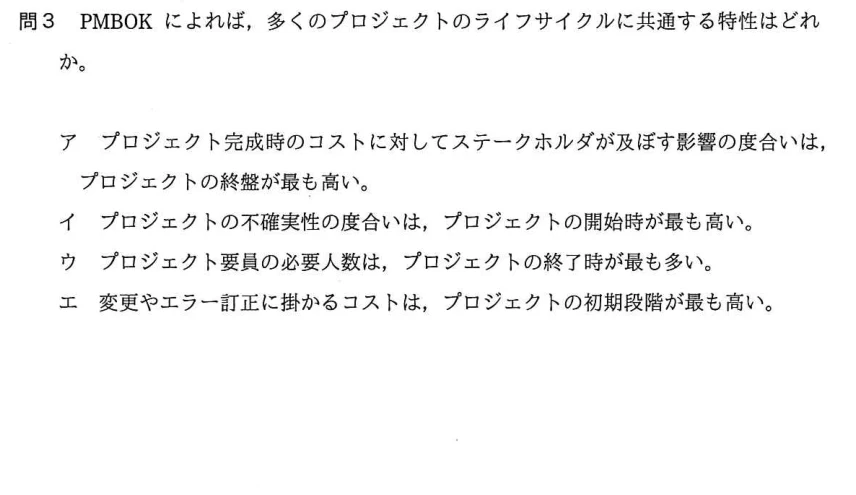 問3 PMBOK によれば，多くのプロジェクトのライフサイクルに共通する特性はどれ
か。
ア プロジェクト完成時のコストに対してステークホルダが及ぼす影響の度合いは，
プロジェクトの終盤が最も高い。
イ プロジェクトの不確実性の度合いは，プロジェクトの開始時が最も高い。
ウ プロジェクト要員の必要人数は，プロジェクトの終了時が最も多い。
エ 変更やエラー訂正に掛かるコストは，プロジェクトの初期段階が最も高い。